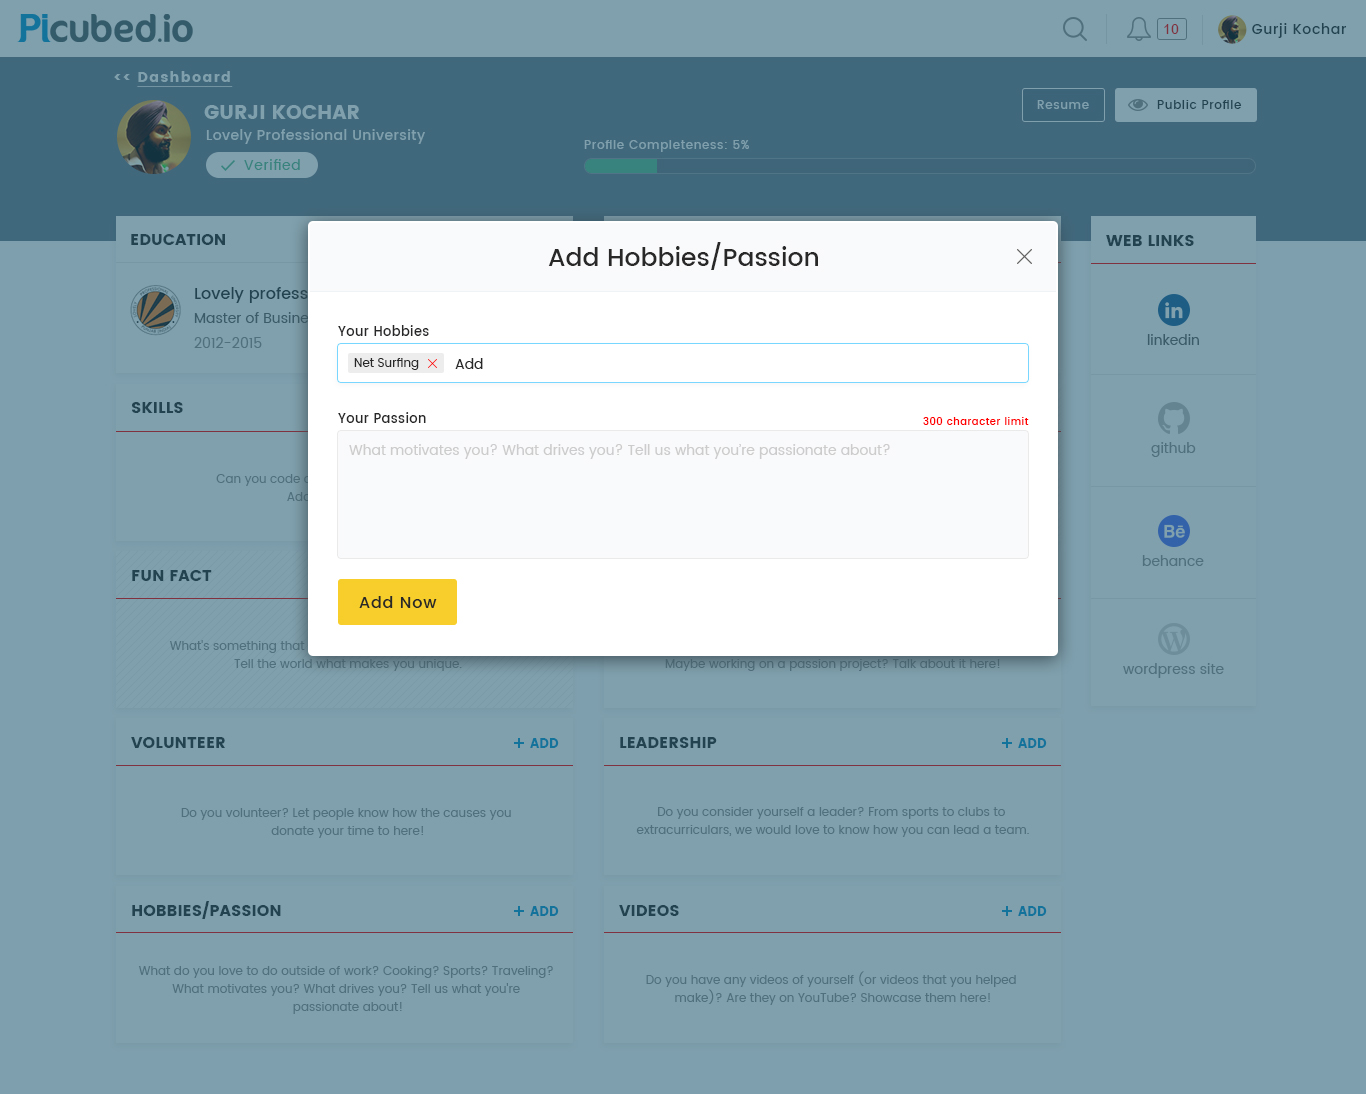 Picubed.io
10
Gurji Kochar
<< Dashboard
GURJI KOCHAR
Lovely Professional University
Verified
Resume
Public Profile
Profile Completeness: 5%
EDUCATION
Lovely profess
Master of Busine
2012-2015
SKILLS
Can you code
Add
FUN FACT
What's something that
Tell the world what makes you unique.
Add Hobbies/Passion
Your Hobbies
Net Surfing
Add
Your Passion
300 character limit
What motivates you? What drives you? Tell us what you're passionate about?
Add Now
Maybe working on a passion project? Talk about it here!
WEB LINKS
in
linkedin
github
Bē
behance
W
wordpress site
VOLUNTEER
+ ADD
Do you volunteer? Let people know how the causes you
donate your time to here!
LEADERSHIP
+ ADD
Do you consider yourself a leader? From sports to clubs to
extracurriculars, we would love to know how you can lead a team.
HOBBIES/PASSION
+ ADD
What do you love to do outside of work? Cooking? Sports? Traveling?
What motivates you? What drives you? Tell us what you're
passionate about!
VIDEOS
+ ADD
Do you have any videos of yourself (or videos that you helped
make)? Are they on YouTube? Showcase them here!